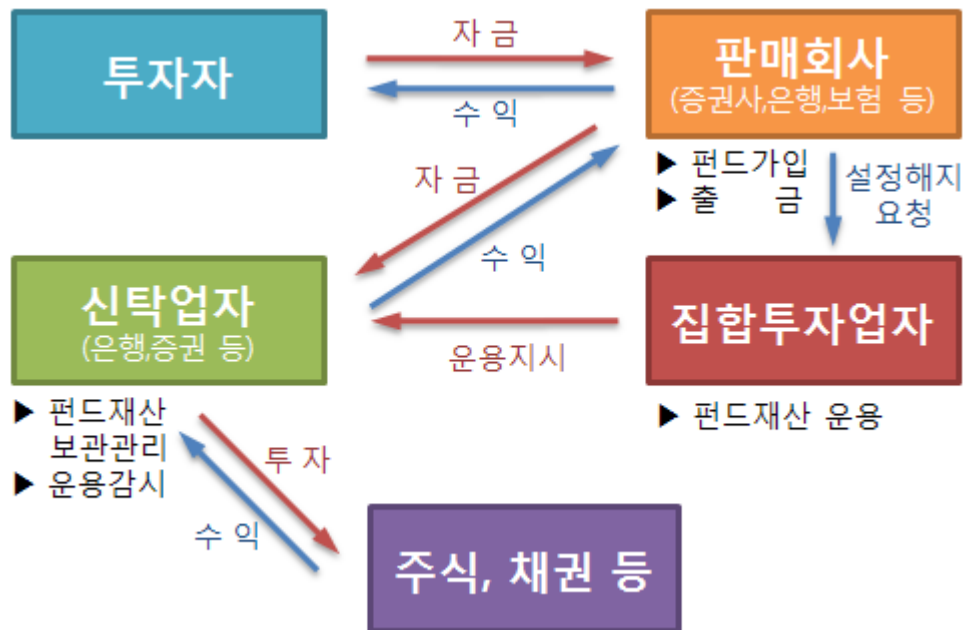 투자자
자 금
수 익
판매회사
(증권사,은행,보험 등)
▶ 펀드가입
▶ 출 금
설정해지
요청
자 금
수 익
신탁업자
(은행,증권 등)
운용지시
집합투자업자
▶ 펀드재산
보관관리
▶ 운용감시
▶ 펀드재산 운용
투 자
수 익
주식, 채권 등